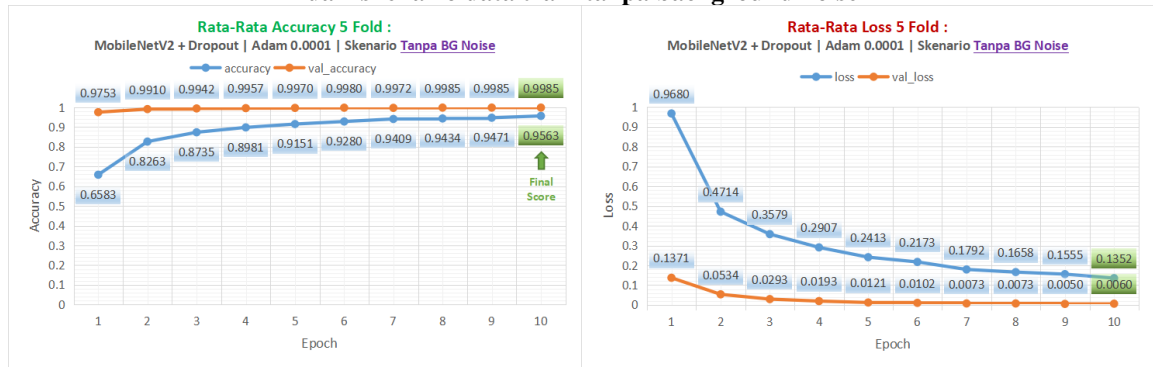 Rata-Rata Accuracy 5 Fold :
MobileNetV2 + Dropout | Adam 0.0001 | Skenario Tanpa BG Noise
accuracy val_accuracy
0.9753 0.9910 0.9942 0.9957 0.9970 0.9980 0.9972 0.9985 0.9985 0.9985
1
0.9
0.8
0.7
0.6
0.5
0.4
0.3
0.2
0.1
0
0.6583 0.8263 0.8735 0.8981 0.9151 0.9280 0.9409 0.9434 0.9471 0.9563
Final
Score
Accuracy
1 2 3 4 5 6 7 8 9 10
Epoch
Rata-Rata Loss 5 Fold :
MobileNetV2 + Dropout | Adam 0.0001 | Skenario Tanpa BG Noise
loss val_loss
1
0.9
0.8
0.7
0.6
0.5
0.4
0.3
0.2
0.1
0
0.9680 0.4714 0.3579 0.2907 0.2413 0.2173 0.1792 0.1658 0.1555 0.1352
0.1371 0.0534 0.0293 0.0193 0.0121 0.0102 0.0073 0.0073 0.0050 0.0060
Loss
1 2 3 4 5 6 7 8 9 10
Epoch